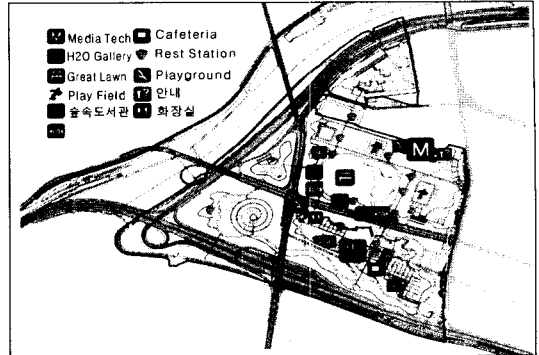 Media Tech Cafeteria
H2O Gallery Rest Station
Great Lawn Playground
Play Field 안내
숲속도서관 화장실
M